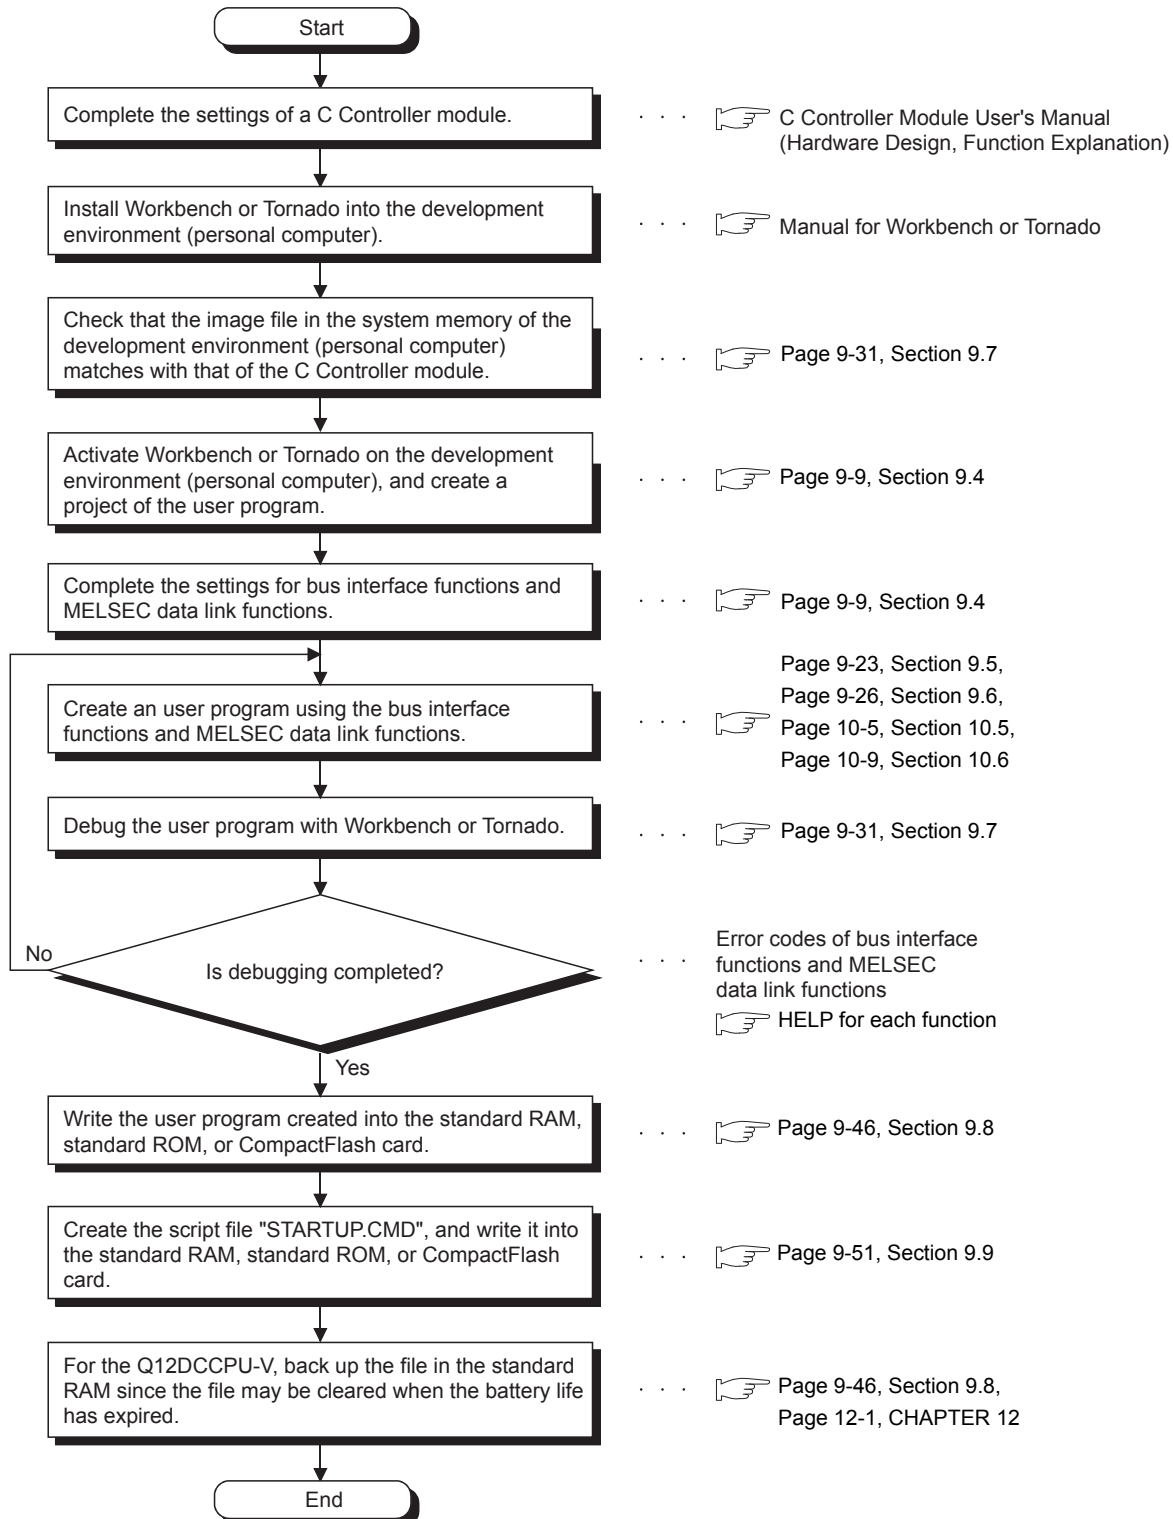 Start
Complete the settings of a C Controller module.
· · ·
C Controller Module User's Manual
(Hardware Design, Function Explanation)
Install Workbench or Tornado into the development
environment (personal computer).
· · ·
Manual for Workbench or Tornado
Check that the image file in the system memory of the
development environment (personal computer)
matches with that of the C Controller module.
· · ·
Page 9-31, Section 9.7
Activate Workbench or Tornado on the development
environment (personal computer), and create a
project of the user program.
· · ·
Page 9-9, Section 9.4
Complete the settings for bus interface functions and
MELSEC data link functions.
· · ·
Page 9-9, Section 9.4
Create an user program using the bus interface
functions and MELSEC data link functions.
· · ·
Page 9-23, Section 9.5,
Page 9-26, Section 9.6,
Page 10-5, Section 10.5,
Page 10-9, Section 10.6
Debug the user program with Workbench or Tornado.
· · ·
Page 9-31, Section 9.7
No
Is debugging completed?
· · ·
Error codes of bus interface
functions and MELSEC
data link functions
HELP for each function
Yes
Write the user program created into the standard RAM,
standard ROM, or CompactFlash card.
· · ·
Page 9-46, Section 9.8
Create the script file "STARTUP.CMD", and write it into
the standard RAM, standard ROM, or CompactFlash
card.
· · ·
Page 9-51, Section 9.9
For the Q12DCCPU-V, back up the file in the standard
RAM since the file may be cleared when the battery life
has expired.
· · ·
Page 9-46, Section 9.8,
Page 12-1, CHAPTER 12
End